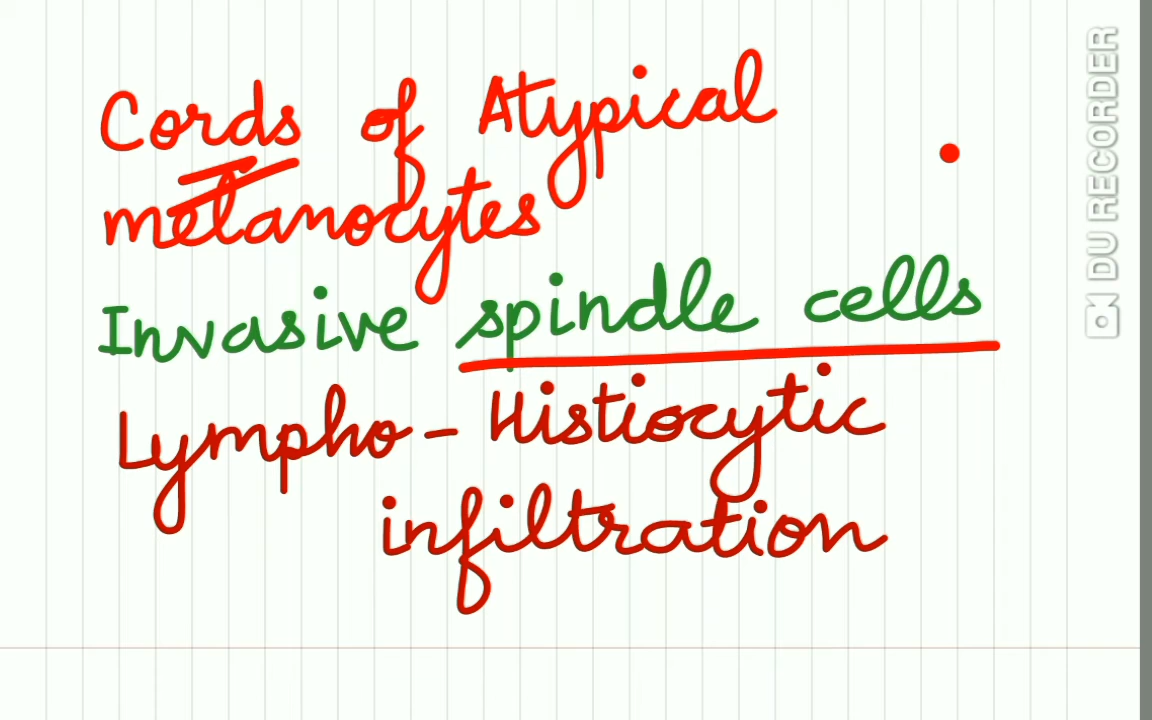 Cords of Atypical
melanocytes
Invasive spindle cells
Lympho-Histiocytic
infiltration
DU RECORDER